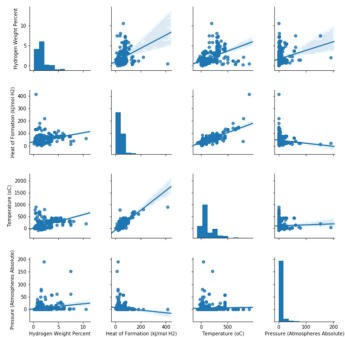 Hydrogen Weight Percent
10
5
0
Heat of Formation (kJ/mol H2)
400
300
200
100
0
Temperature (oC)
2000
1500
1000
500
0
Pressure (Atmospheres Absolute)
200
150
100
50
0
0 5 10
0 200 400
0 500
0 100 200
Hydrogen Weight Percent
Heat of Formation (kJ/mol H2)
Temperature (oC)
Pressure (Atmospheres Absolute)